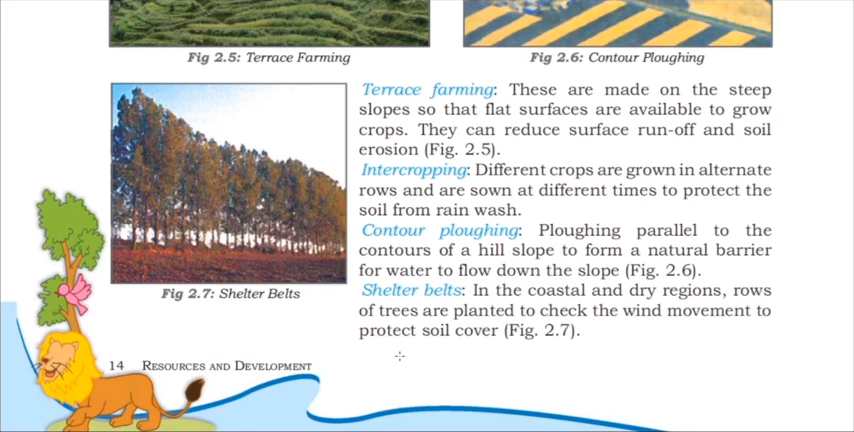 Fig 2.5: Terrace Farming
Fig 2.6: Contour Ploughing
Terrace farming: These are made on the steep
slopes so that flat surfaces are available to grow
crops. They can reduce surface run-off and soil
erosion (Fig. 2.5).
Intercropping: Different crops are grown in alternate
rows and are sown at different times to protect the
soil from rain wash.
Contour ploughing: Ploughing parallel to the
contours of a hill slope to form a natural barrier
for water to flow down the slope (Fig. 2.6).
Shelter belts: In the coastal and dry regions, rows
of trees are planted to check the wind movement to
protect soil cover (Fig. 2.7).
Fig 2.7: Shelter Belts
14 RESOURCES AND DEVELOPMENT